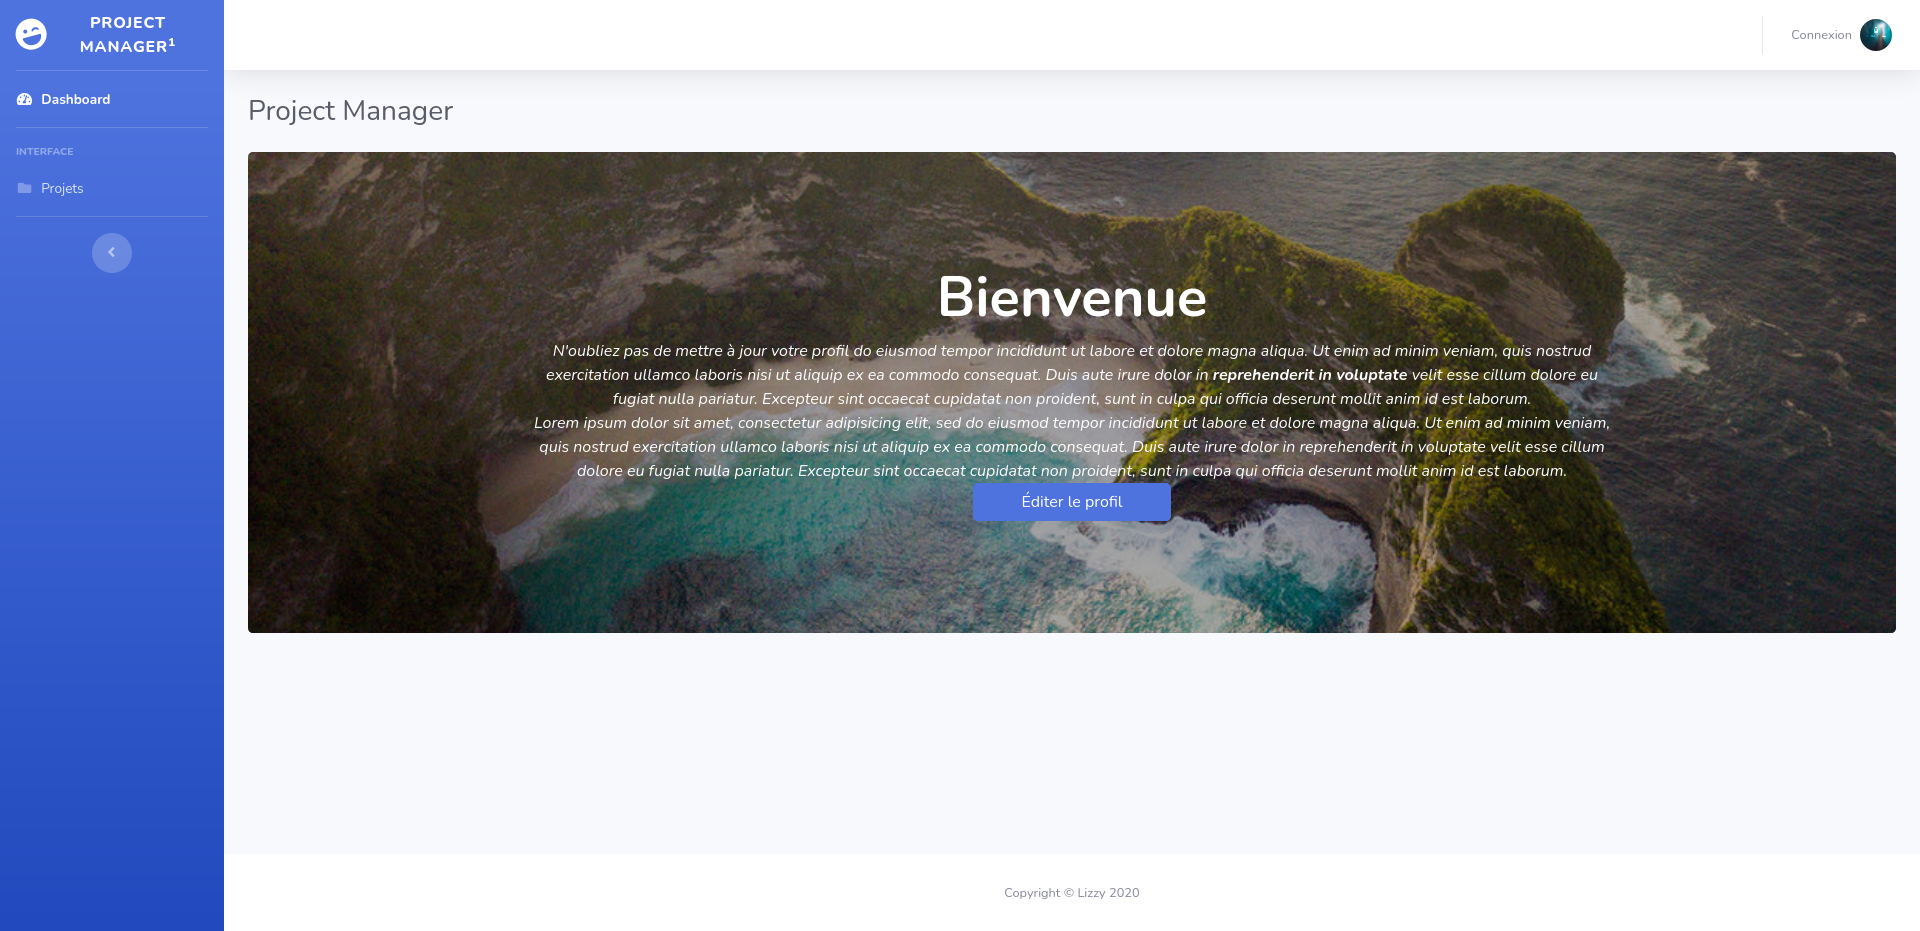 PROJECT
MANAGER¹
Connexion
Dashboard
INTERFACE
Projets
Project Manager
Bienvenue
N'oubliez pas de mettre à jour votre profil do eiusmod tempor incididunt ut labore et dolore magna aliqua. Ut enim ad minim veniam, quis nostrud
exercitation ullamco laboris nisi ut aliquip ex ea commodo consequat. Duis aute irure dolor in reprehenderit in voluptate velit esse cillum dolore eu
fugiat nulla pariatur. Excepteur sint occaecat cupidatat non proident, sunt in culpa qui officia deserunt mollit anim id est laborum.
Lorem ipsum dolor sit amet, consectetur adipisicing elit, sed do eiusmod tempor incididunt ut labore et dolore magna aliqua. Ut enim ad minim veniam,
quis nostrud exercitation ullamco laboris nisi ut aliquip ex ea commodo consequat. Duis aute irure dolor in reprehenderit in voluptate velit esse cillum
dolore eu fugiat nulla pariatur. Excepteur sint occaecat cupidatat non proident, sunt in culpa qui officia deserunt mollit anim id est laborum.
Éditer le profil
Copyright © Lizzy 2020